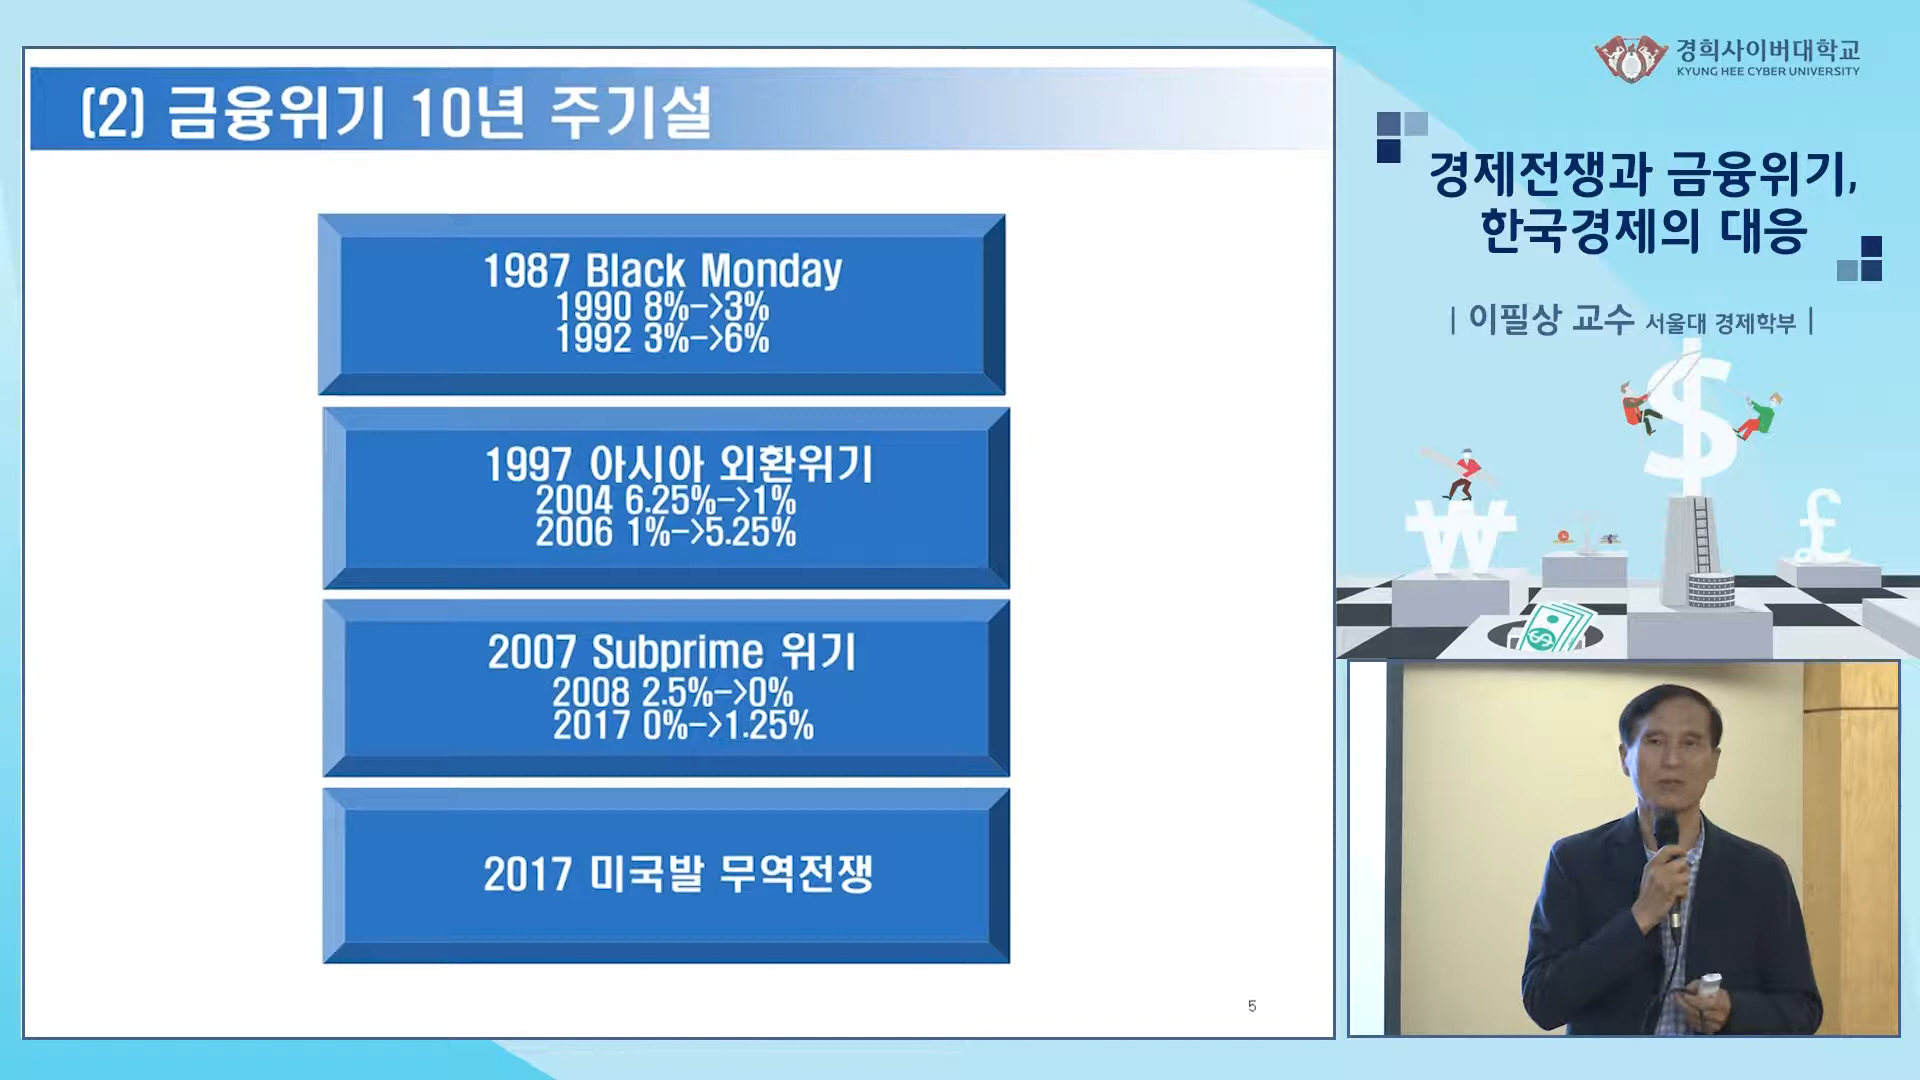 (2) 금융위기 10년 주기설
1987 Black Monday
1990 8%->3%
1992 3%->6%
1997 아시아 외환위기
2004 6.25%->1%
2006 1%->5.25%
2007 Subprime 위기
2008 2.5%->0%
2017 0%->1.25%
2017 미국발 무역전쟁
5
경희사이버대학교
KYUNG HEE CYBER UNIVERSITY
경제전쟁과 금융위기,
한국경제의 대응
| 이필상 교수 서울대 경제학부 |